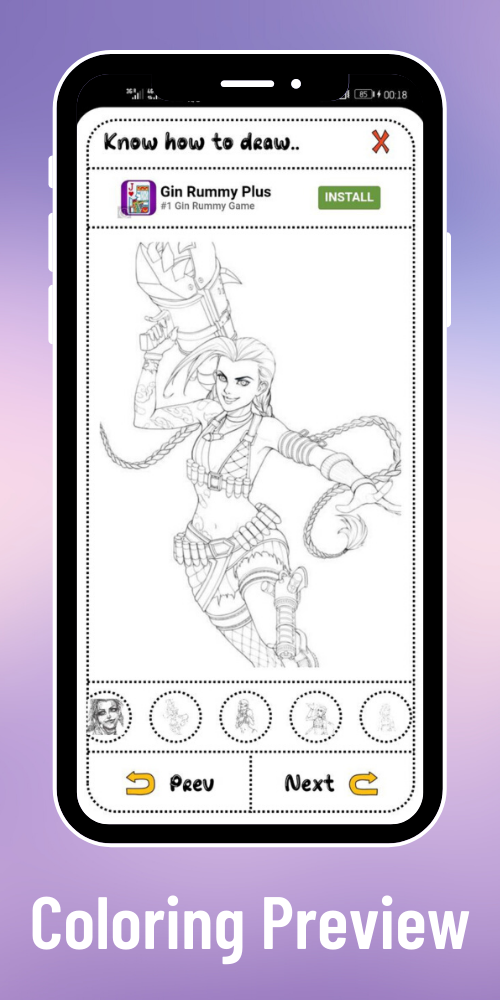 85 00:18
Know how to draw..
Gin Rummy Plus
#1 Gin Rummy Game
INSTALL
Prev
Next
Coloring Preview